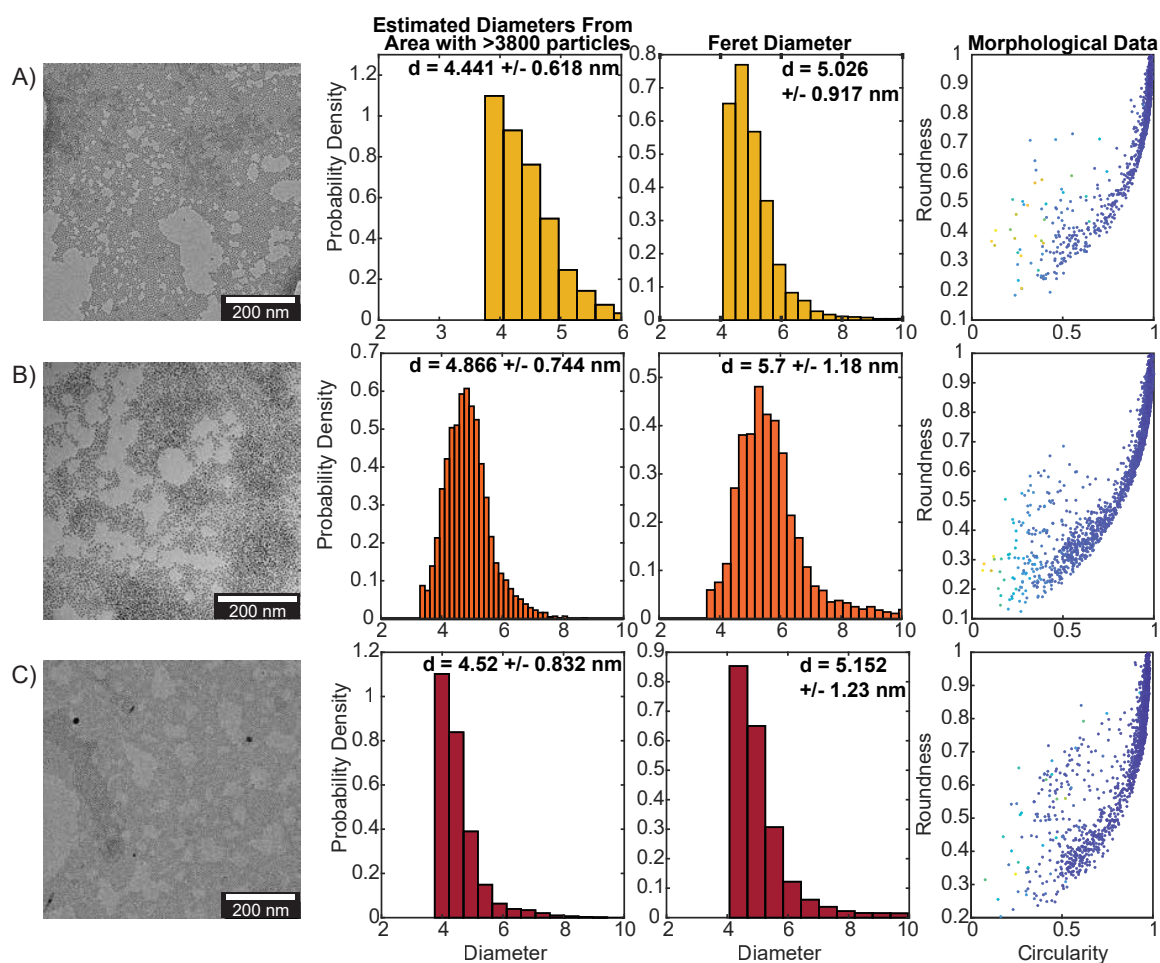 Estimated Diameters From
Area with >3800 particles
Feret Diameter
Morphological Data
A)
200 nm
Probability Density
d = 4.441 +/- 0.618 nm
1.2
1
0.8
0.6
0.4
0.2
0
2 3 4 5 6
d = 5.026
+/- 0.917 nm
0.8
0.7
0.6
0.5
0.4
0.3
0.2
0.1
0
2 4 6 8 10
Roundness
1
0.9
0.8
0.7
0.6
0.5
0.4
0.3
0.2
0.1
0 0.5 1
B)
200 nm
Probability Density
d = 4.866 +/- 0.744 nm
0.7
0.6
0.5
0.4
0.3
0.2
0.1
0
2 4 6 8 10
d = 5.7 +/- 1.18 nm
0.5
0.4
0.3
0.2
0.1
0
2 4 6 8 10
Roundness
1
0.9
0.8
0.7
0.6
0.5
0.4
0.3
0.2
0.1
0 0.5 1
C)
200 nm
Probability Density
d = 4.52 +/- 0.832 nm
1.2
1
0.8
0.6
0.4
0.2
0
2 4 6 8 10
Diameter
d = 5.152
+/- 1.23 nm
0.9
0.8
0.7
0.6
0.5
0.4
0.3
0.2
0.1
0
2 4 6 8 10
Diameter
Roundness
1
0.9
0.8
0.7
0.6
0.5
0.4
0.3
0.2
0 0.5 1
Circularity